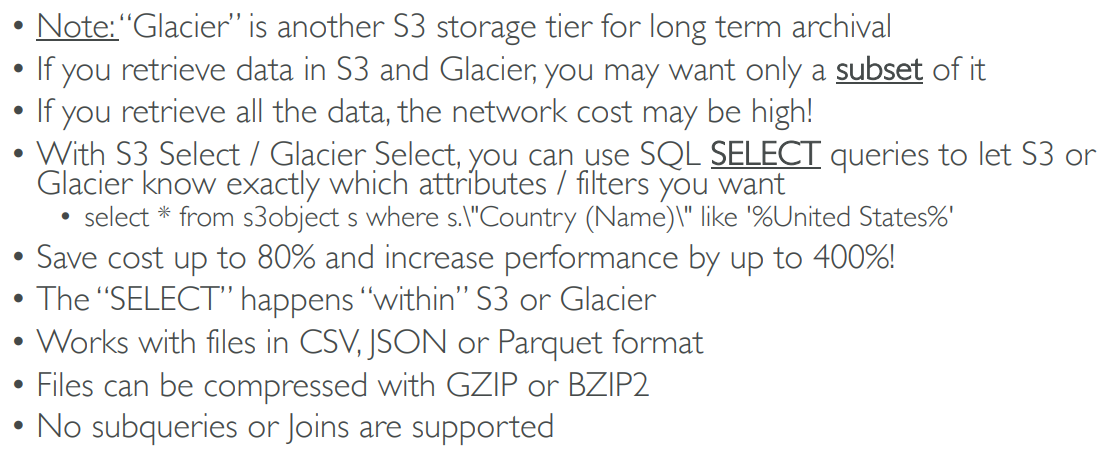 • Note: “Glacier” is another S3 storage tier for long term archival
• If you retrieve data in S3 and Glacier, you may want only a subset of it
• If you retrieve all the data, the network cost may be high!
• With S3 Select / Glacier Select, you can use SQL SELECT queries to let S3 or
Glacier know exactly which attributes / filters you want
• select * from s3object s where s.\"Country (Name)\" like '%United States%'
• Save cost up to 80% and increase performance by up to 400%!
• The “SELECT” happens “within” S3 or Glacier
• Works with files in CSV, JSON or Parquet format
• Files can be compressed with GZIP or BZIP2
• No subqueries or Joins are supported